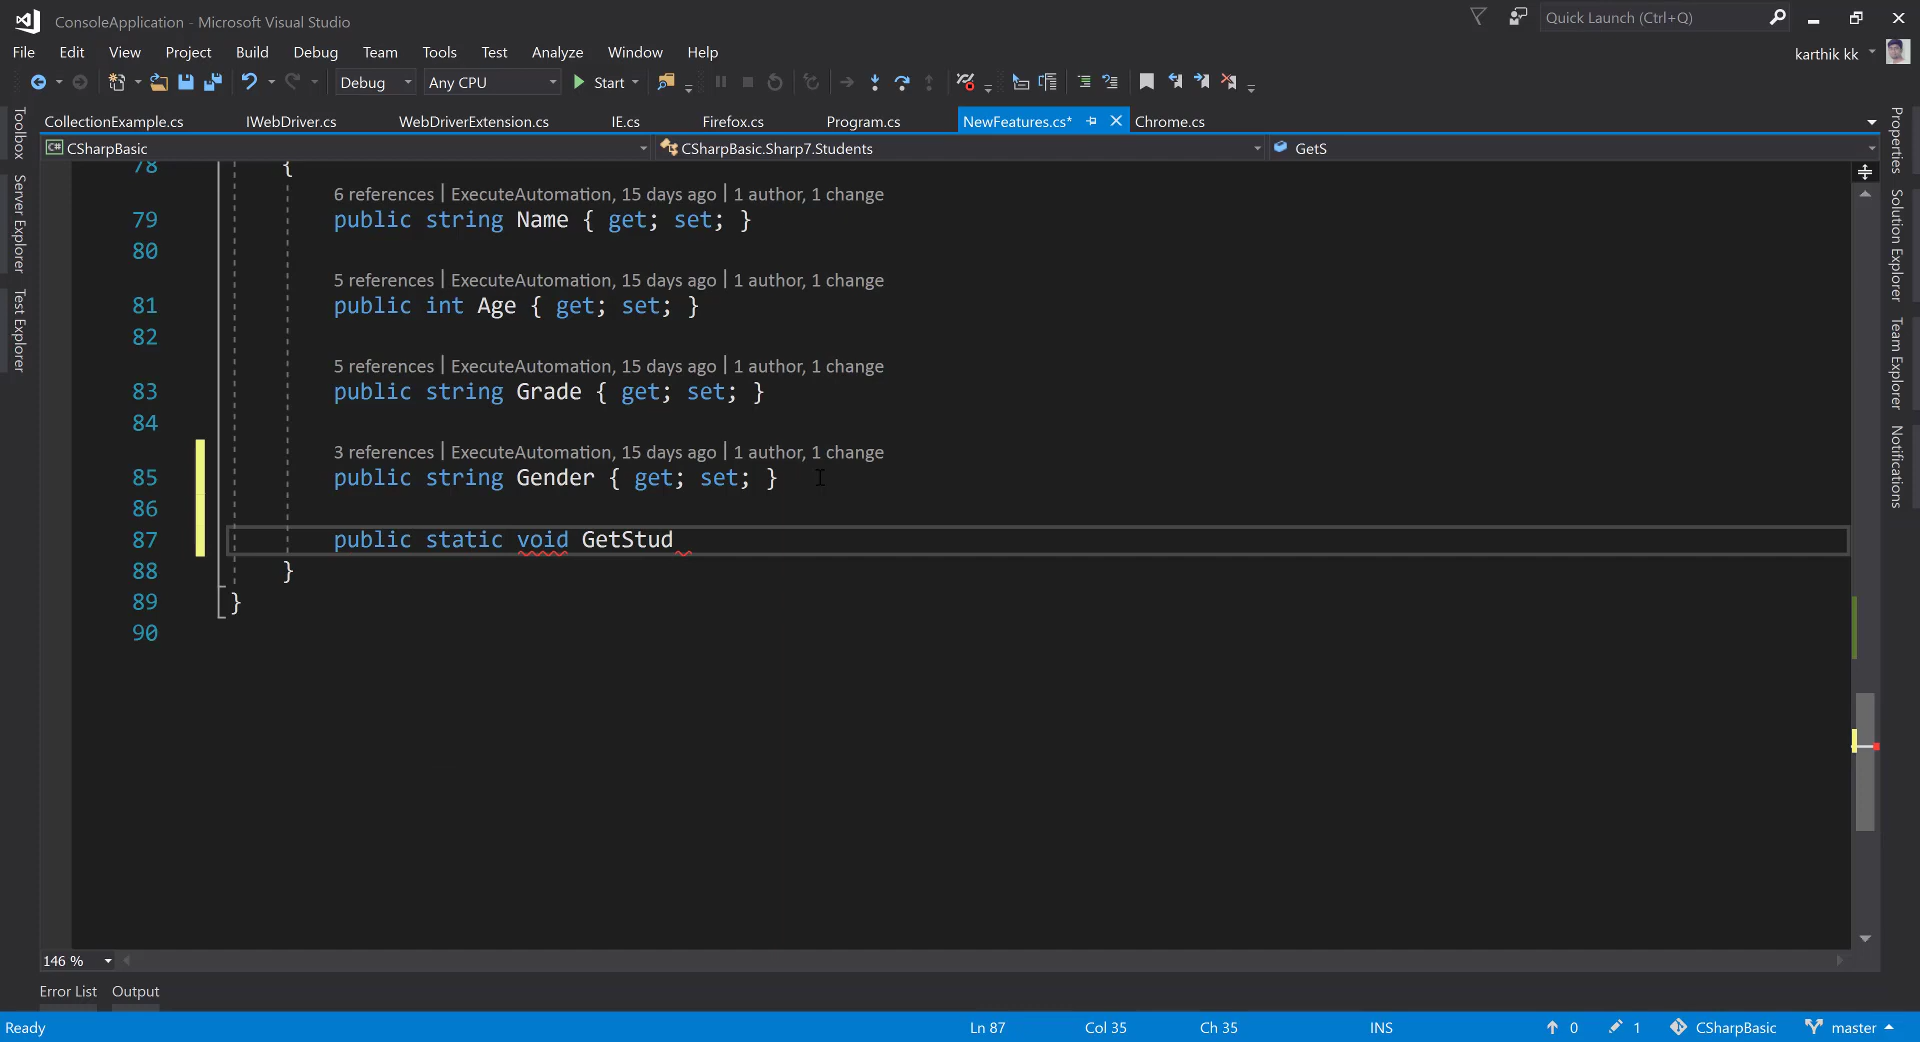 ConsoleApplication - Microsoft Visual Studio
Quick Launch (Ctrl+Q)
File Edit View Project Build Debug Team Tools Test Analyze Window Help
karthik kk
Debug Any CPU Start
CollectionExample.cs IWebDriver.cs WebDriverExtension.cs IE.cs Firefox.cs Program.cs NewFeatures.cs* Chrome.cs
CSharpBasic CSharpBasic.Sharp7.Students GetS
Toolbox
Server Explorer
Test Explorer
78 {
6 references | ExecuteAutomation, 15 days ago | 1 author, 1 change
79 public string Name { get; set; }
80
5 references | ExecuteAutomation, 15 days ago | 1 author, 1 change
81 public int Age { get; set; }
82
5 references | ExecuteAutomation, 15 days ago | 1 author, 1 change
83 public string Grade { get; set; }
84
3 references | ExecuteAutomation, 15 days ago | 1 author, 1 change
85 public string Gender { get; set; }
86
87 public static void GetStud
88 }
89 }
90
Properties
Solution Explorer
Team Explorer
Notifications
146 %
Error List Output
Ready Ln 87 Col 35 Ch 35 INS 0 1 CSharpBasic master